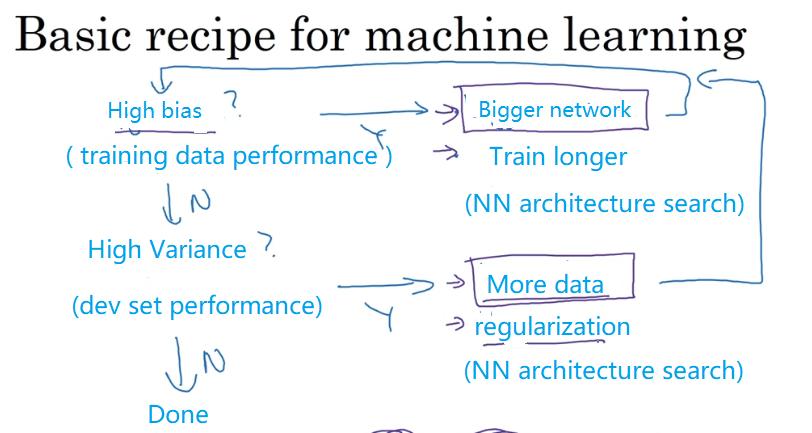 Basic recipe for machine learning
High bias ? Y Bigger network
( training data performance ) Train longer
N (NN architecture search)
High Variance ?
Y More data
(dev set performance) regularization
N (NN architecture search)
Done